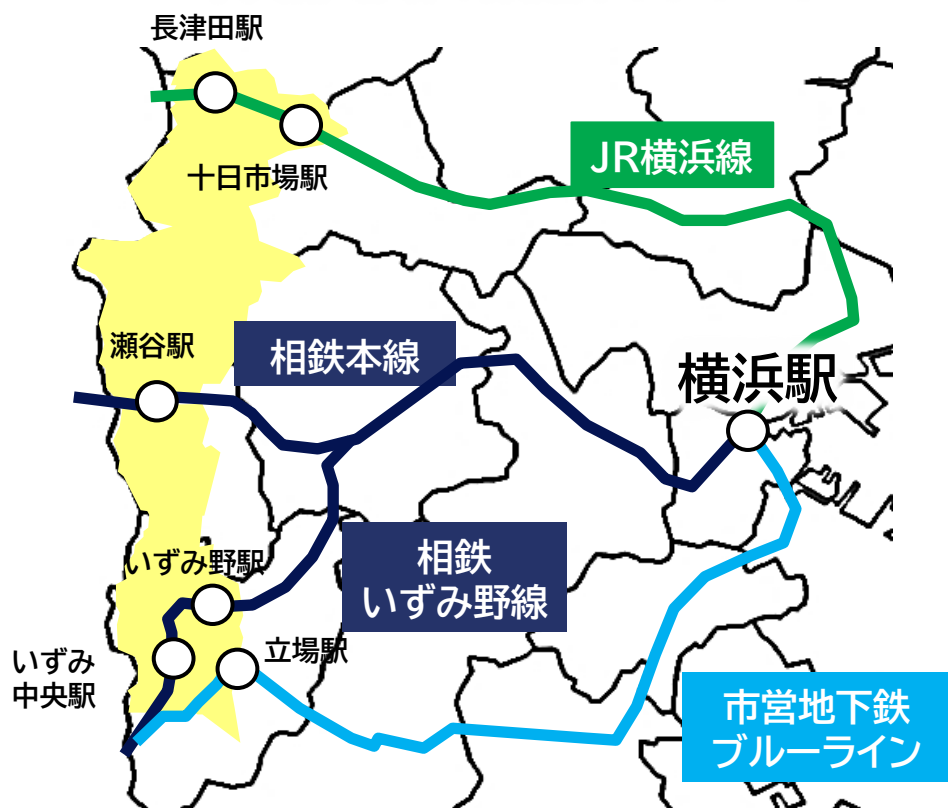 長津田駅
JR横浜線
十日市場駅
瀬谷駅
相鉄本線
横浜駅
相鉄
いずみ野線
いずみ野駅
立場駅
いずみ
中央駅
市営地下鉄
ブルーライン